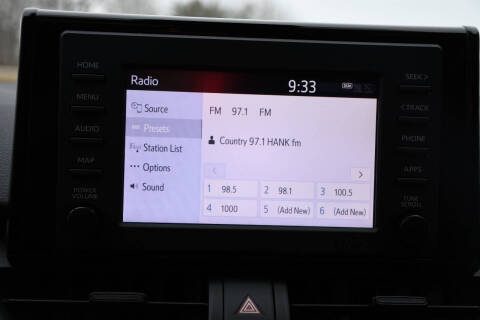 HOME
MENU
AUDIO
MAP
POWER
VOLUME
Radio
9:33
Source
Presets
Station List
Options
Sound
FM 97.1 FM
Country 97.1 HANK fm
1 98.5 2 98.1 3 100.5
4 1000 5 (Add New) 6 (Add New)
SEEK >
< TRACK
PHONE
APPS
TUNE
SCROLL